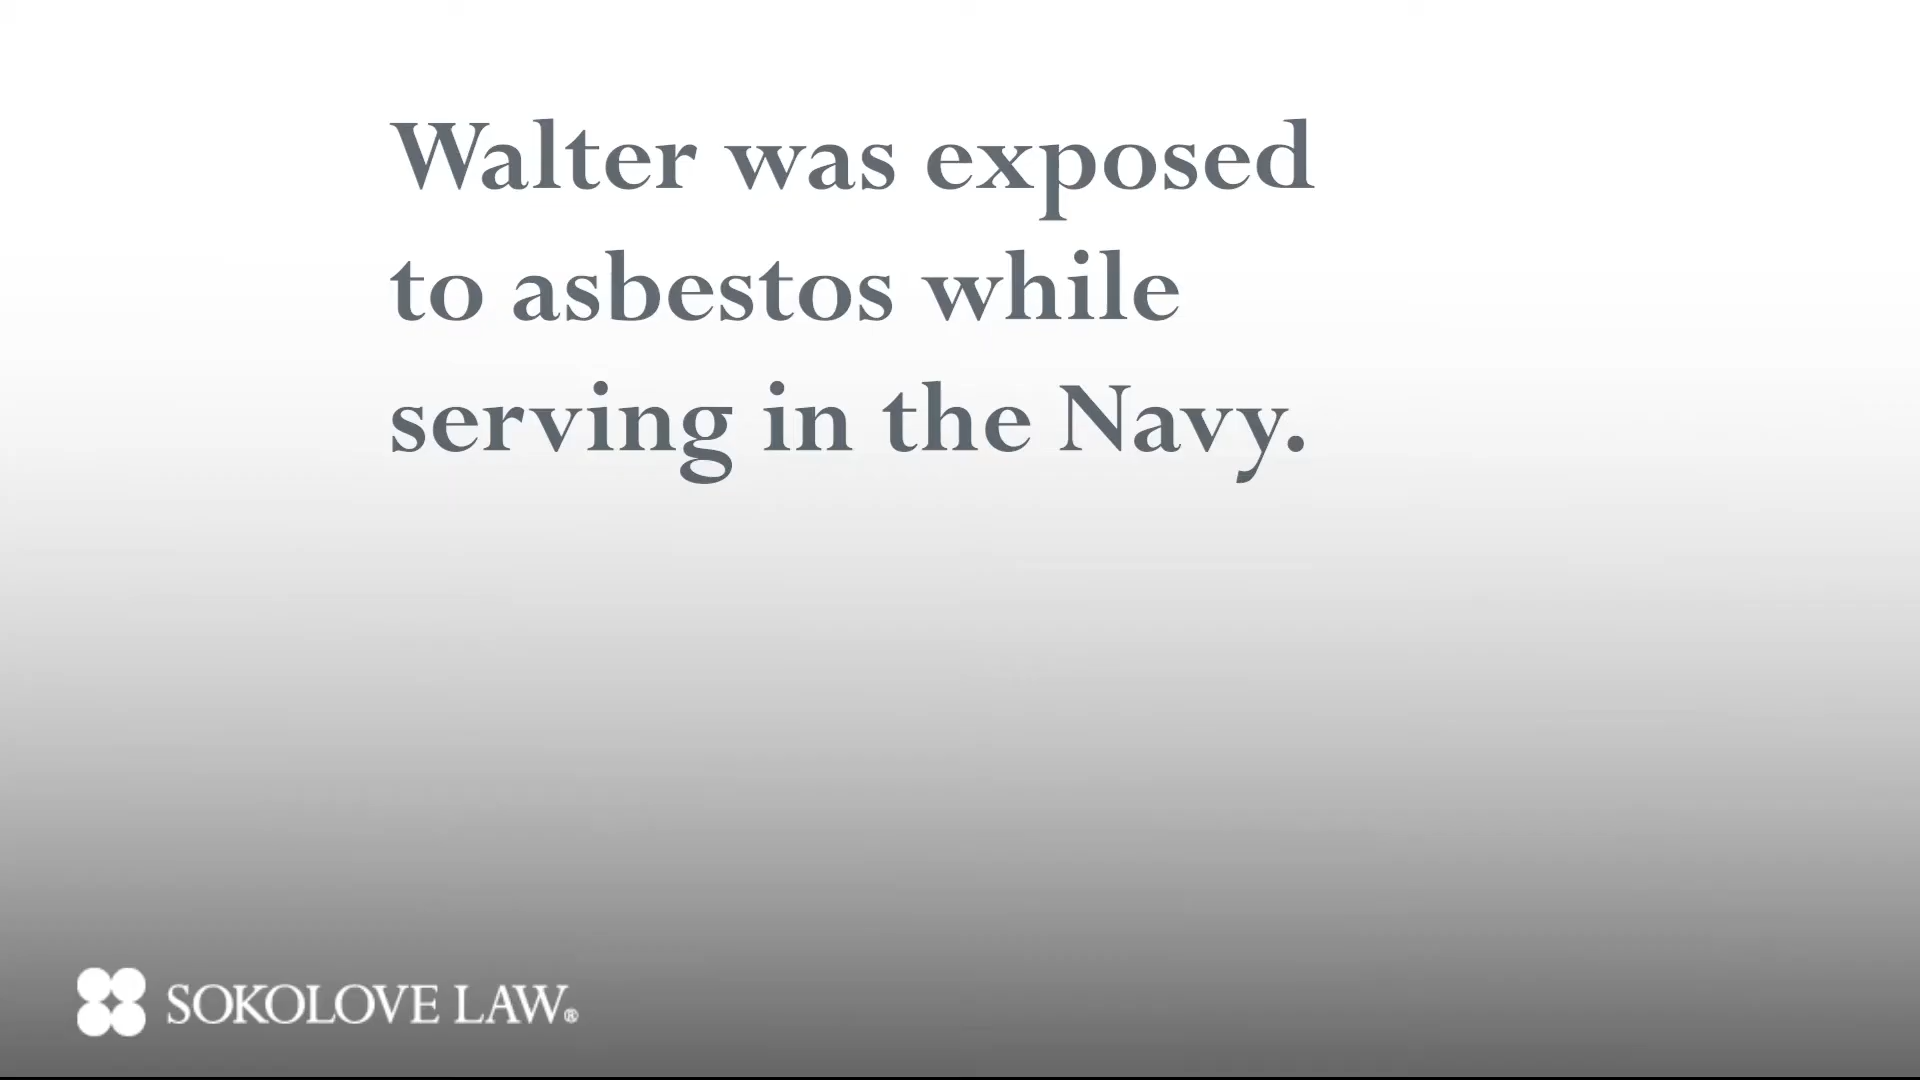 Walter was exposed
to asbestos while
serving in the Navy.
SOKOLOVE LAW®